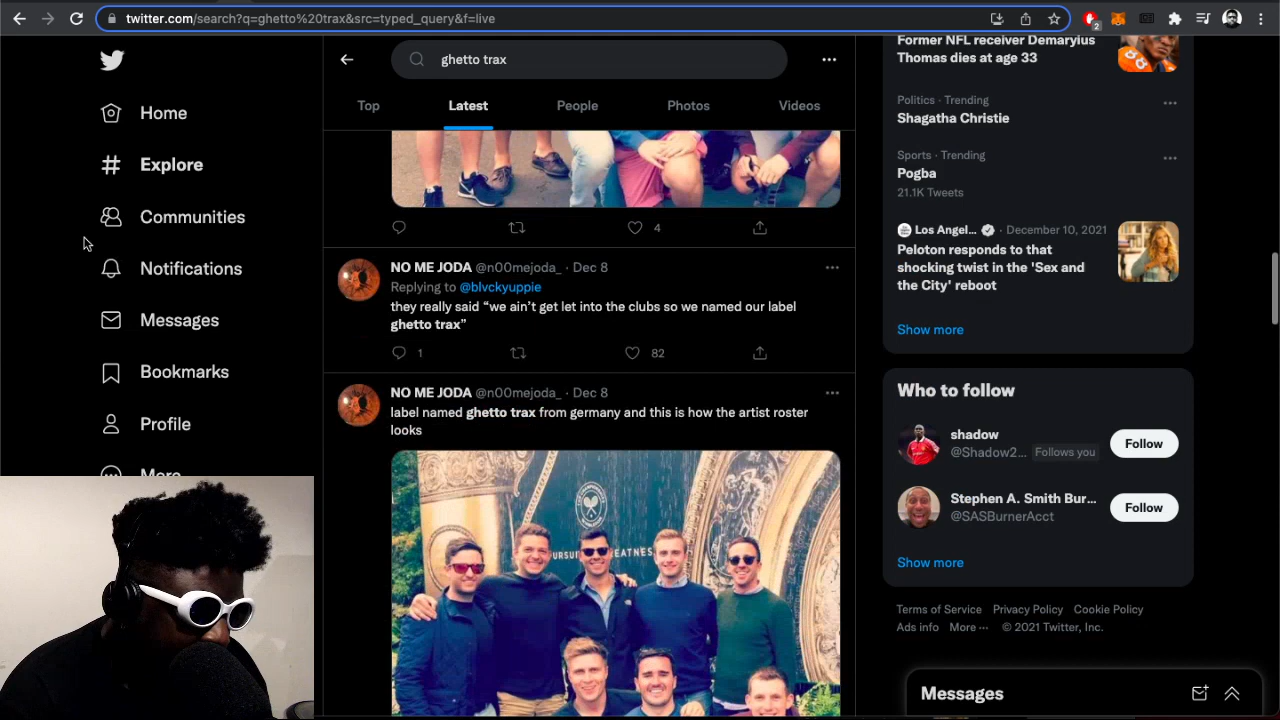 twitter.com/search?q=ghetto%20trax&src=typed_query&f=live
2
Home
Explore
Communities
Notifications
Messages
Bookmarks
Profile
More
ghetto trax
Top
Latest
People
Photos
Videos
4
NO ME JODA @n00mejoda_ · Dec 8
Replying to @blvckyuppie
they really said “we ain’t get let into the clubs so we named our label
ghetto trax”
1
82
NO ME JODA @n00mejoda_ · Dec 8
label named ghetto trax from germany and this is how the artist roster
looks
Former NFL receiver Demaryius
Thomas dies at age 33
Politics · Trending
Shagatha Christie
Sports · Trending
Pogba
21.1K Tweets
Los Angel... · December 10, 2021
Peloton responds to that
shocking twist in the 'Sex and
the City' reboot
Show more
Who to follow
shadow
@Shadow2... Follows you
Follow
Stephen A. Smith Bur...
@SASBurnerAcct
Follow
Show more
Terms of Service Privacy Policy Cookie Policy
Ads info More ··· © 2021 Twitter, Inc.
Messages